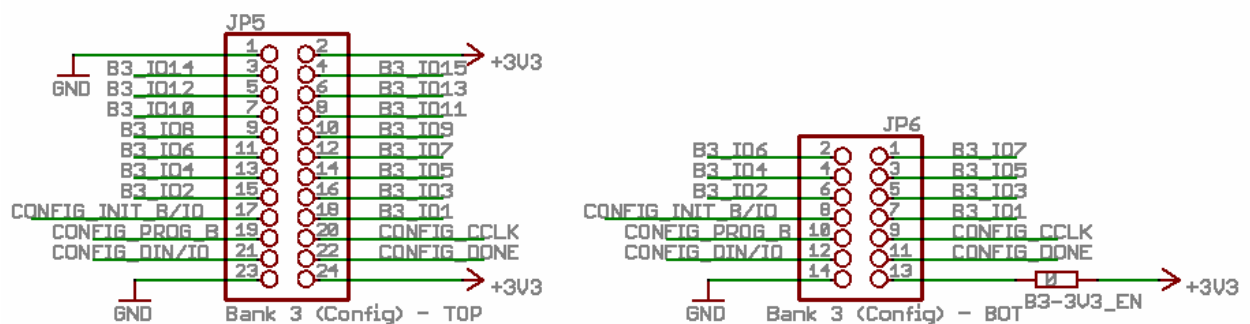 JP5
1 2 +3V3
GND B3_IO14 3 4 B3_IO15
B3_IO12 5 6 B3_IO13
B3_IO10 7 8 B3_IO11
B3_IO8 9 10 B3_IO9
B3_IO6 11 12 B3_IO7
B3_IO4 13 14 B3_IO5
B3_IO2 15 16 B3_IO3
CONFIG_INIT_B/IO 17 18 B3_IO1
CONFIG_PROG_B 19 20 CONFIG_CCLK
CONFIG_DIN/IO 21 22 CONFIG_DONE
23 24 +3V3
GND Bank 3 (Config) - TOP
JP6
B3_IO6 2 1 B3_IO7
B3_IO4 4 3 B3_IO5
B3_IO2 6 5 B3_IO3
CONFIG_INIT_B/IO 8 7 B3_IO1
CONFIG_PROG_B 10 9 CONFIG_CCLK
CONFIG_DIN/IO 12 11 CONFIG_DONE
14 13 0 +3V3
B3-3V3_EN
GND Bank 3 (Config) - BOT